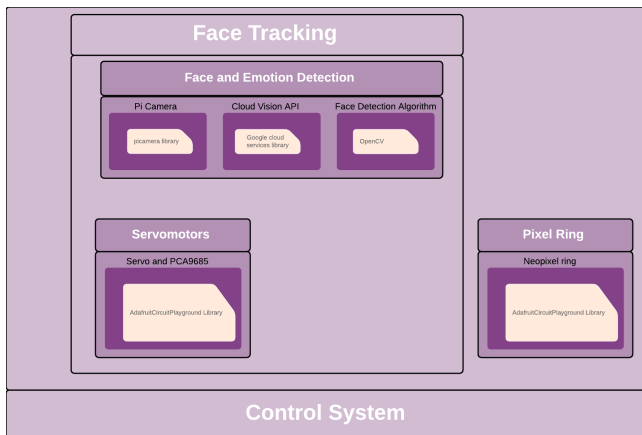 Face Tracking
Face and Emotion Detection
Pi Camera
Cloud Vision API
Face Detection Algorithm
picamera library
Google cloud
services library
OpenCV
Servomotors
Pixel Ring
Servo and PCA9685
Neopixel ring
AdafruitCircuitPlayground Library
AdafruitCircuitPlayground Library
Control System